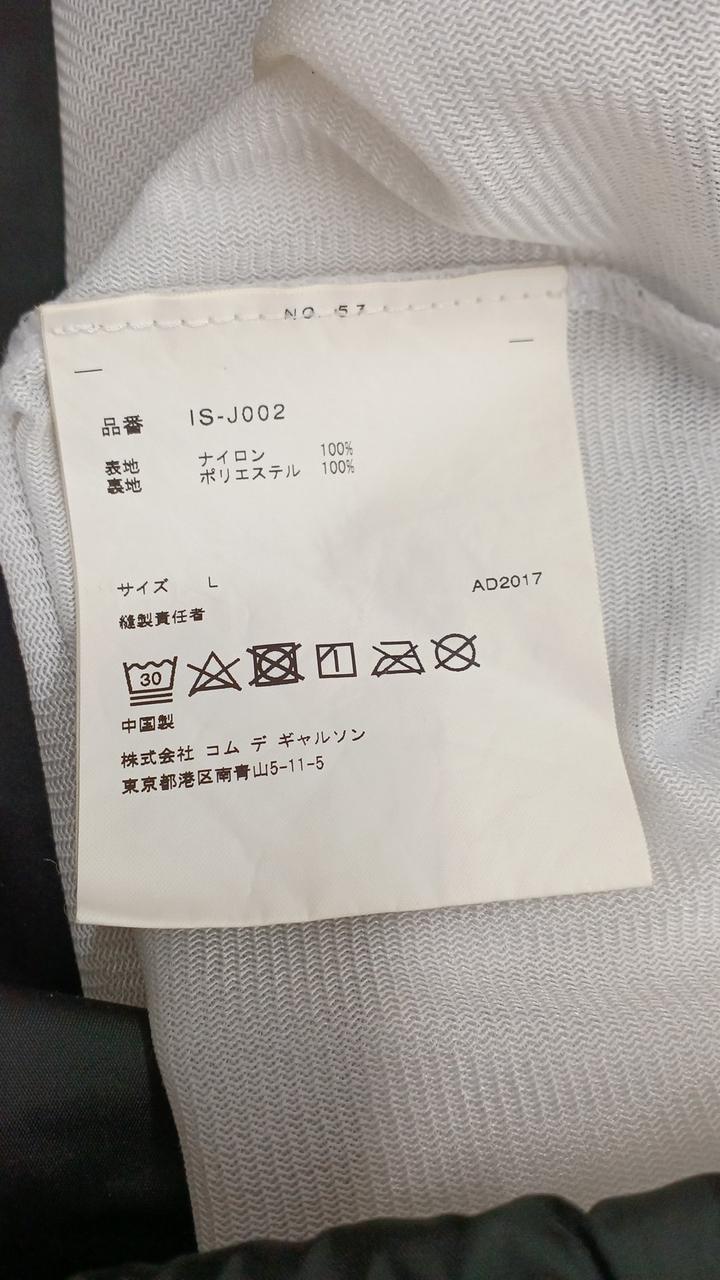 NO. 57
品番 IS-J002
表地 ナイロン 100%
裏地 ポリエステル 100%
サイズ L AD2017
縫製責任者
30
中国製
株式会社 コム デ ギャルソン
東京都港区南青山5-11-5